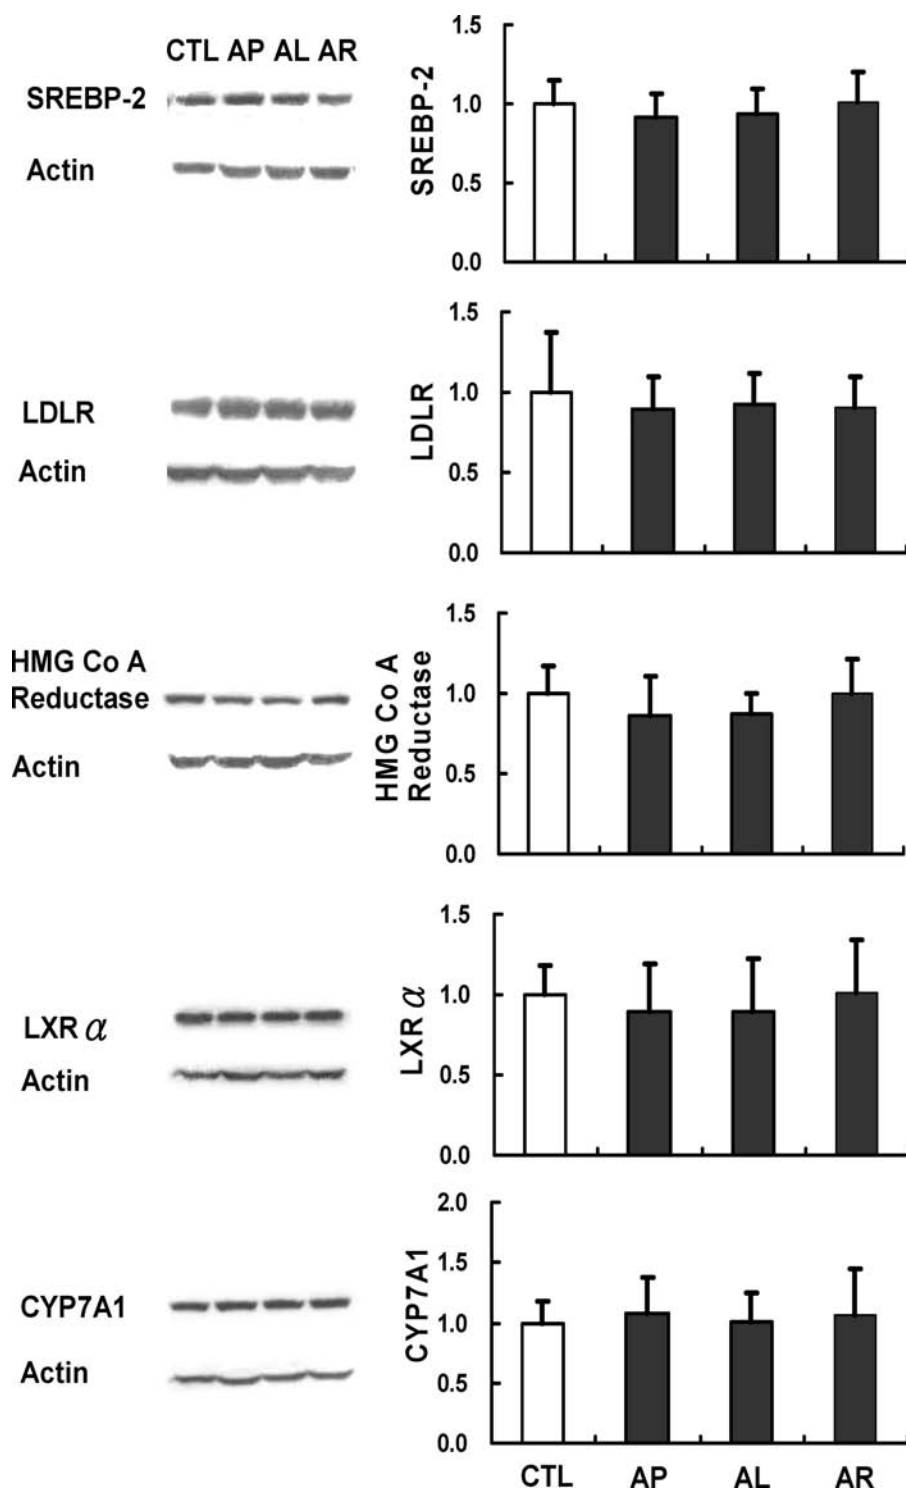 CTL AP AL AR
SREBP-2
Actin
SREBP-2
1.5
1.0
0.5
0.0
LDLR
Actin
LDLR
1.5
1.0
0.5
0.0
HMG Co A
Reductase
Actin
HMG Co A
Reductase
1.5
1.0
0.5
0.0
LXR α
Actin
LXR α
1.5
1.0
0.5
0.0
CYP7A1
Actin
CYP7A1
2.0
1.5
1.0
0.5
0.0
CTL AP AL AR